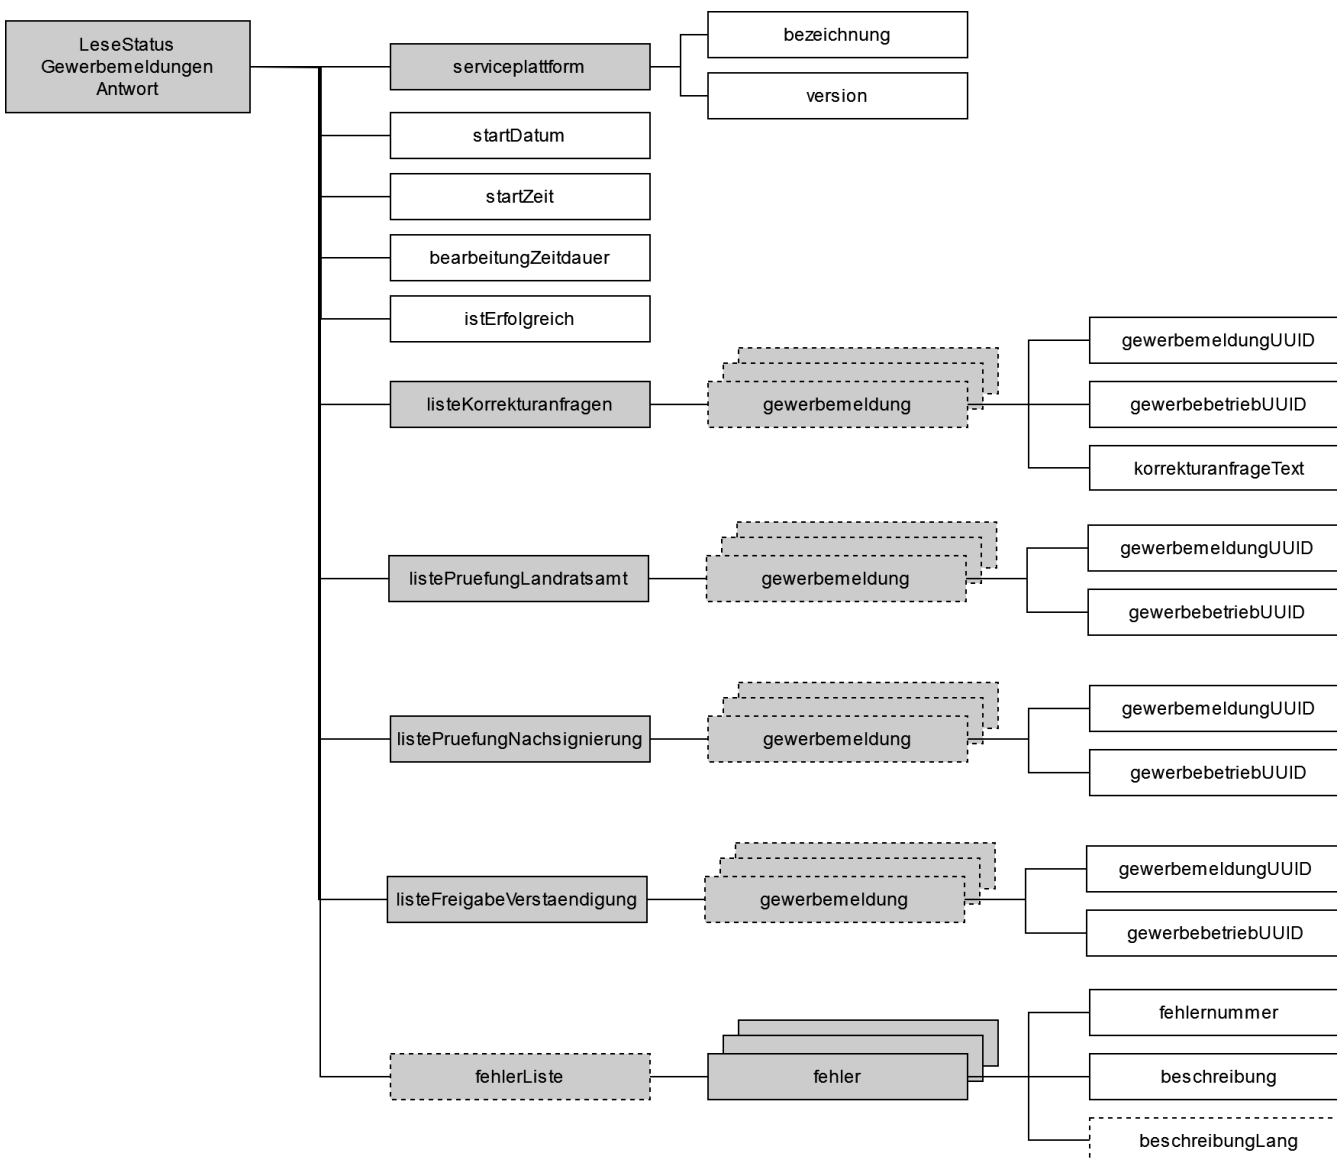 LeseStatus
Gewerbemeldungen
Antwort
serviceplattform
bezeichnung
version
startDatum
startZeit
bearbeitungZeitdauer
istErfolgreich
listeKorrekturanfragen
gewerbemeldung
gewerbemeldungUUID
gewerbebetriebUUID
korrekturanfrageText
listePruefungLandratsamt
gewerbemeldung
gewerbemeldungUUID
gewerbebetriebUUID
listePruefungNachsignierung
gewerbemeldung
gewerbemeldungUUID
gewerbebetriebUUID
listeFreigabeVerstaendigung
gewerbemeldung
gewerbemeldungUUID
gewerbebetriebUUID
fehlerListe
fehler
fehlernummer
beschreibung
beschreibungLang